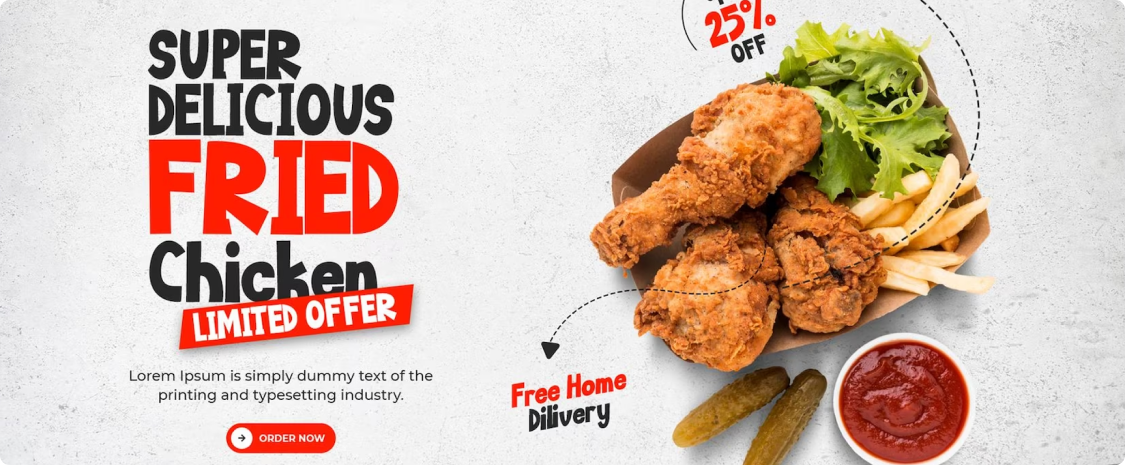 SUPER
DELICIOUS
FRIED
Chicken
LIMITED OFFER
Lorem Ipsum is simply dummy text of the
printing and typesetting industry.
ORDER NOW
25%
OFF
Free Home
Dilivery